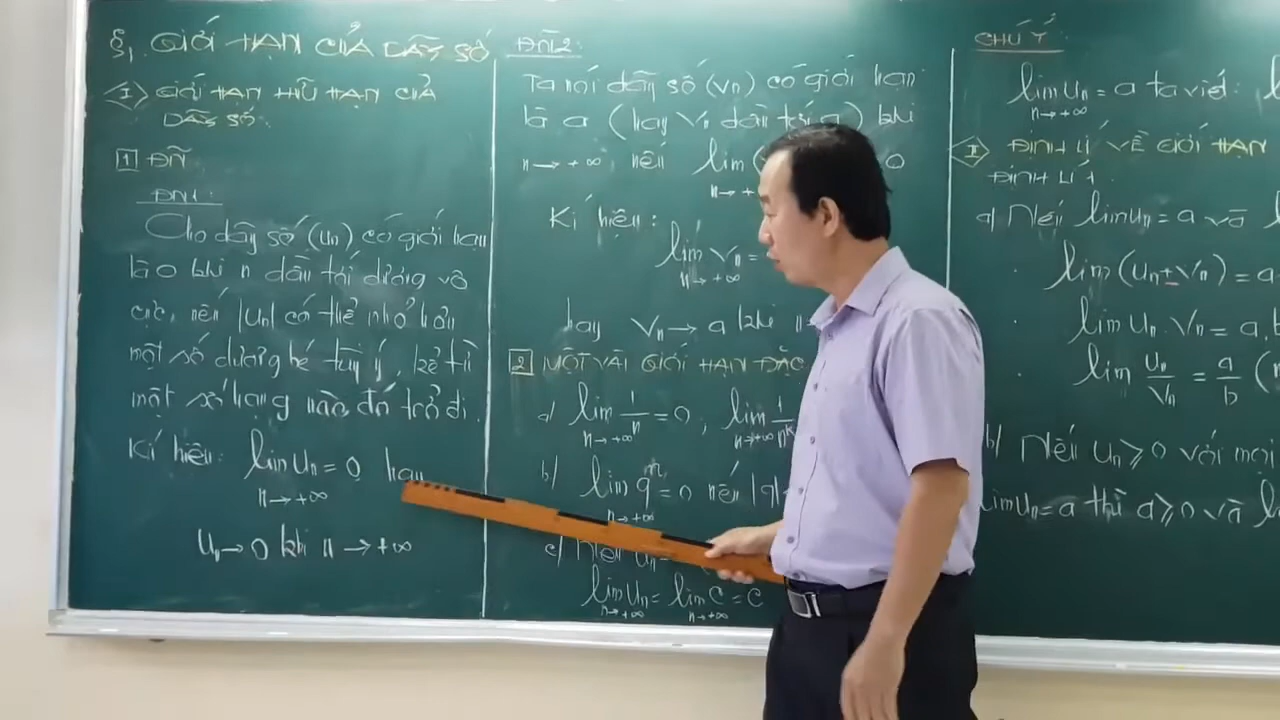 §1 GIỚI HẠN CỦA DÃY SỐ
I GIỚI HẠN HỮU HẠN CỦA
DÃY SỐ:
1 ĐN
ĐN1:
Cho dãy số (un) có giới hạn
là 0 khi n dần tới dương vô
cực, nếu |un| có thể nhỏ hơn
một số dương bé tùy ý, kể từ
một số hạng nào đó trở đi.
Kí hiệu: lim un = 0 hay
n→+∞
un→0 khi n→+∞
ĐN2:
Ta nói dãy số (vn) có giới hạn
là a (hay vn dần tới a) khi
n→+∞, nếu lim ( 0
n→+
Kí hiệu:
lim vn =
n→+∞
hay vn→a khi n
2 MỘT VÀI GIỚI HẠN ĐẶC
a) lim 1/n = 0, lim 1/n^k
n→+∞ n→+∞
b) lim q^n = 0 nếu |q|
n→+∞
c) Nếu un
lim un = lim c = c
n→+∞ n→+∞
CHÚ Ý
lim un = a ta viết:
n→+∞
II ĐỊNH LÍ VỀ GIỚI HẠN
ĐỊNH LÍ 1.
a) Nếu lim un = a và
lim (un ± vn) = a
lim un . vn = a.
lim un/vn = a/b (
b) Nếu un ≥ 0 với mọi
lim un = a thì a ≥ 0 và